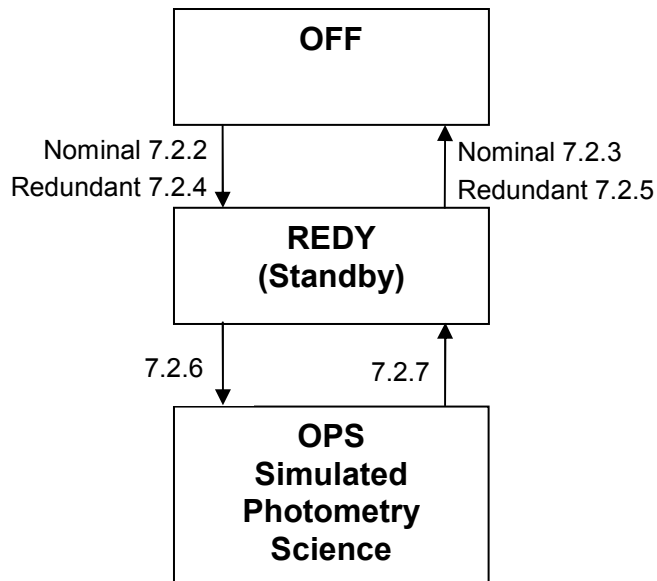 OFF
Nominal 7.2.2
Redundant 7.2.4
Nominal 7.2.3
Redundant 7.2.5
REDY
(Standby)
7.2.6
7.2.7
OPS
Simulated
Photometry
Science